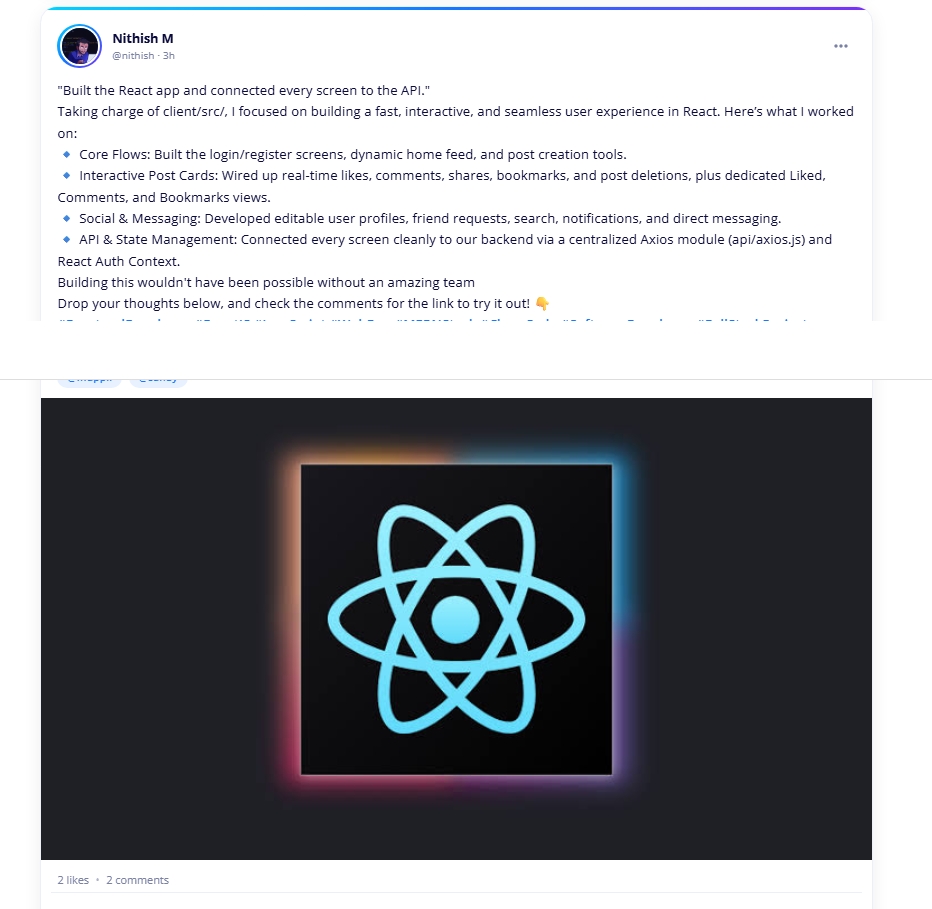 Nithish M
@nithish · 3h
"Built the React app and connected every screen to the API."
Taking charge of client/src/, I focused on building a fast, interactive, and seamless user experience in React. Here’s what I worked
on:
🔹 Core Flows: Built the login/register screens, dynamic home feed, and post creation tools.
🔹 Interactive Post Cards: Wired up real-time likes, comments, shares, bookmarks, and post deletions, plus dedicated Liked,
Comments, and Bookmarks views.
🔹 Social & Messaging: Developed editable user profiles, friend requests, search, notifications, and direct messaging.
🔹 API & State Management: Connected every screen cleanly to our backend via a centralized Axios module (api/axios.js) and
React Auth Context.
Building this wouldn't have been possible without an amazing team
Drop your thoughts below, and check the comments for the link to try it out! 👇
2 likes • 2 comments